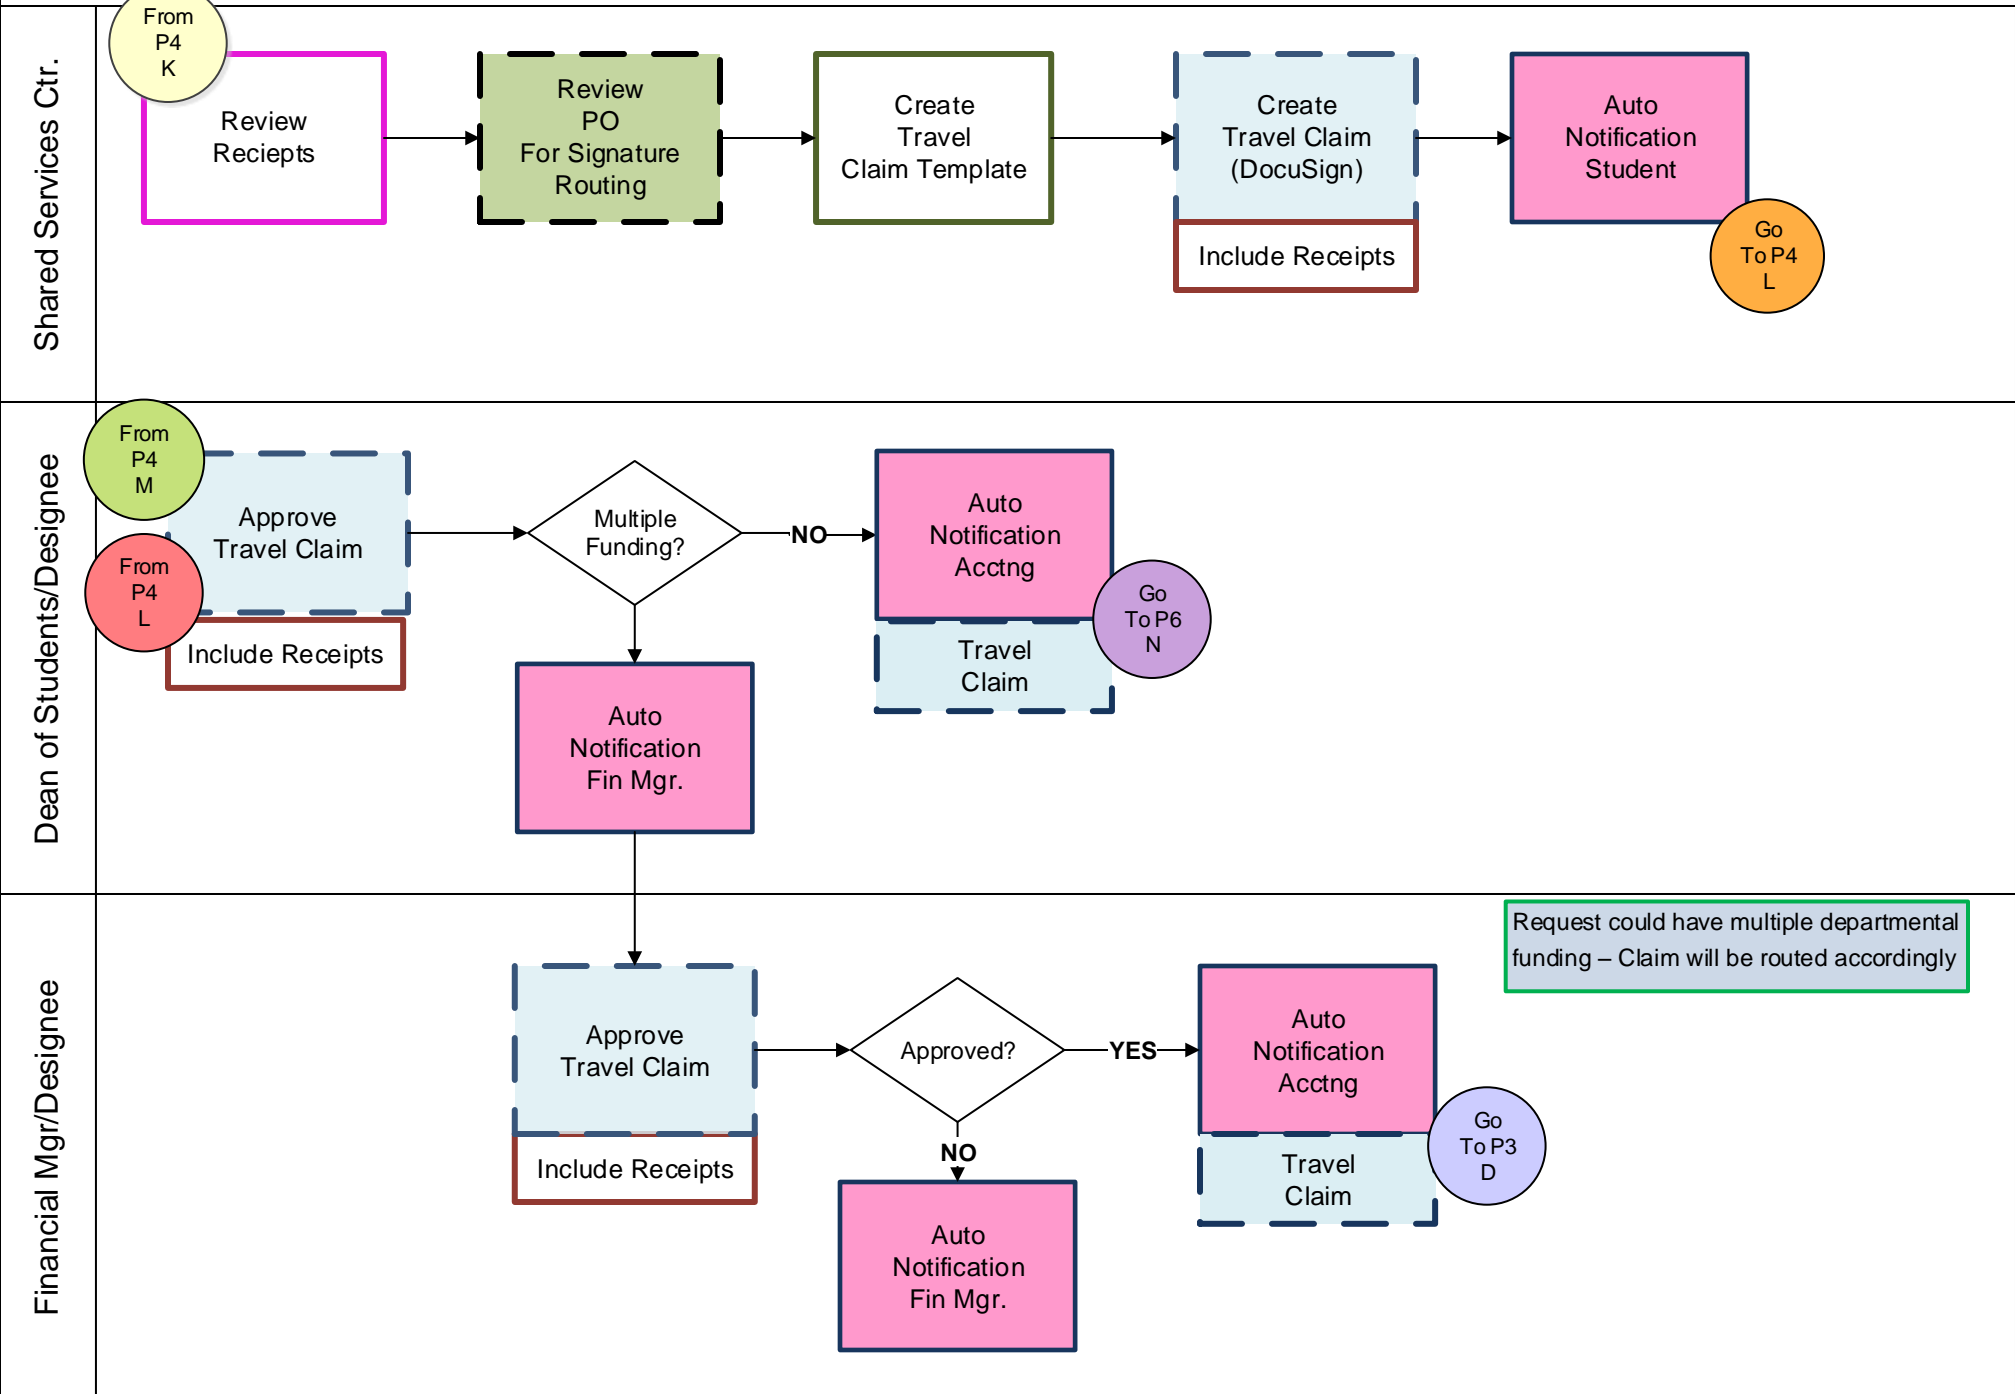 Shared Services Ctr.
From
P4
K
Review
Reciepts
Review
PO
For Signature
Routing
Create
Travel
Claim Template
Create
Travel Claim
(DocuSign)
Include Receipts
Auto
Notification
Student
Go
To P4
L
Dean of Students/Designee
From
P4
M
From
P4
L
Approve
Travel Claim
Include Receipts
Multiple
Funding?
NO
Auto
Notification
Acctng
Travel
Claim
Go
To P6
N
Auto
Notification
Fin Mgr.
Financial Mgr/Designee
Request could have multiple departmental
funding – Claim will be routed accordingly
Approve
Travel Claim
Include Receipts
Approved?
YES
NO
Auto
Notification
Acctng
Travel
Claim
Go
To P3
D
Auto
Notification
Fin Mgr.